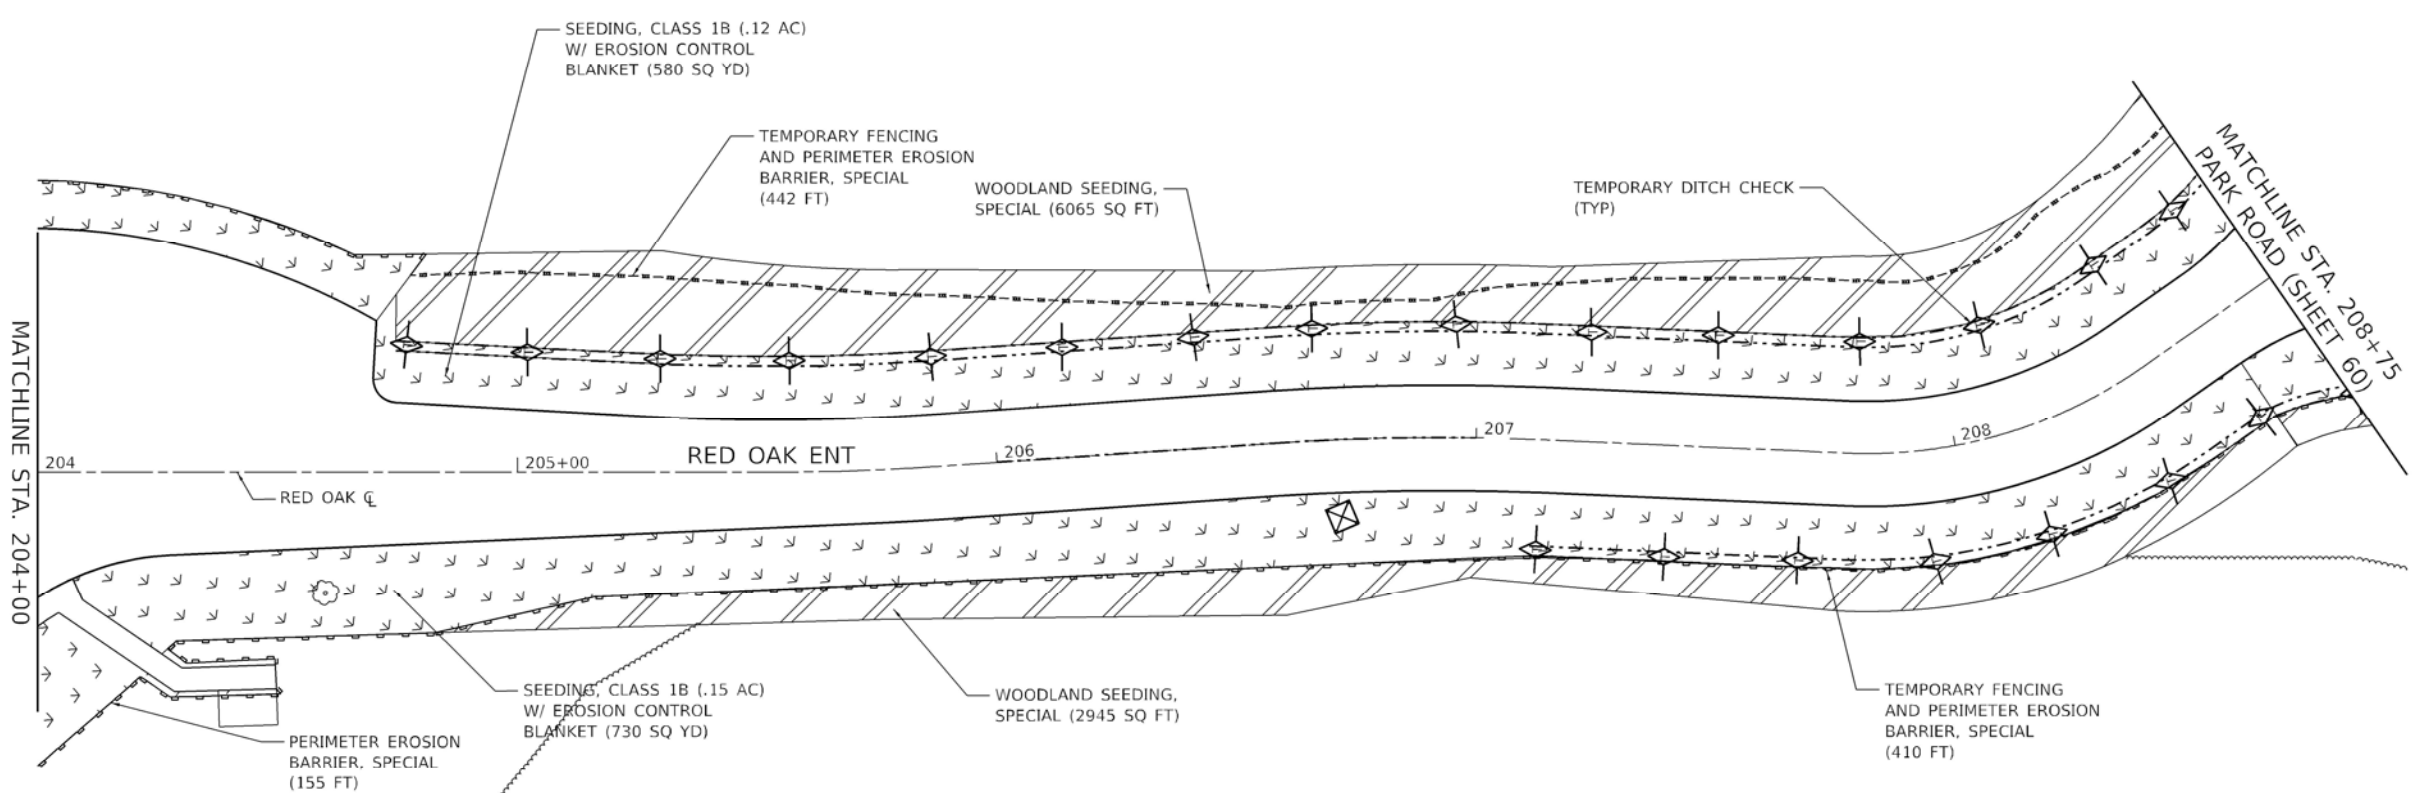 SEEDING, CLASS 1B (.12 AC)
W/ EROSION CONTROL
BLANKET (580 SQ YD)
TEMPORARY FENCING
AND PERIMETER EROSION
BARRIER, SPECIAL
(442 FT)
WOODLAND SEEDING,
SPECIAL (6065 SQ FT)
TEMPORARY DITCH CHECK
(TYP)
MATCHLINE STA. 208+75
PARK ROAD (SHEET 60)
MATCHLINE STA. 204+00
204
205+00
RED OAK ENT
206
207
208
RED OAK ℄
SEEDING, CLASS 1B (.15 AC)
W/ EROSION CONTROL
BLANKET (730 SQ YD)
WOODLAND SEEDING,
SPECIAL (2945 SQ FT)
TEMPORARY FENCING
AND PERIMETER EROSION
BARRIER, SPECIAL
(410 FT)
PERIMETER EROSION
BARRIER, SPECIAL
(155 FT)